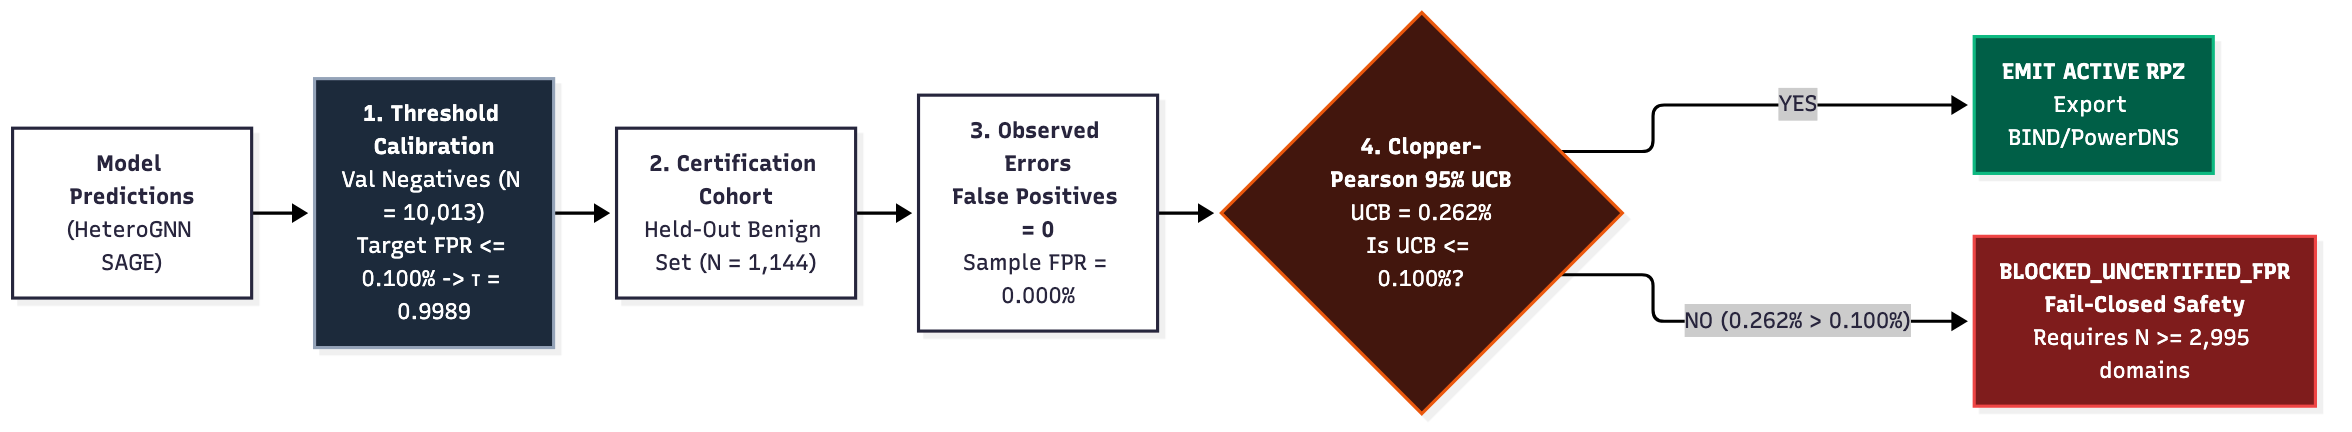 Model
Predictions
(HeteroGNN
SAGE)
1. Threshold
Calibration
Val Negatives (N
= 10,013)
Target FPR <=
0.100% -> τ =
0.9989
2. Certification
Cohort
Held-Out Benign
Set (N = 1,144)
3. Observed
Errors
False Positives
= 0
Sample FPR =
0.000%
4. Clopper-
Pearson 95% UCB
UCB = 0.262%
Is UCB <=
0.100%?
YES
EMIT ACTIVE RPZ
Export
BIND/PowerDNS
NO (0.262% > 0.100%)
BLOCKED_UNCERTIFIED_FPR
Fail-Closed Safety
Requires N >= 2,995
domains